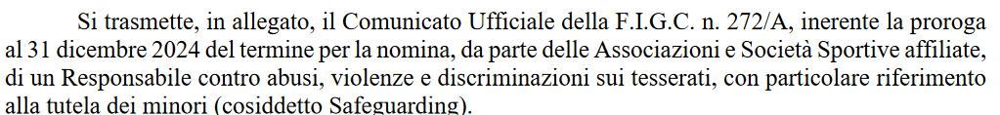 Si trasmette, in allegato, il Comunicato Ufficiale della F.I.G.C. n. 272/A, inerente la proroga
al 31 dicembre 2024 del termine per la nomina, da parte delle Associazioni e Società Sportive affiliate,
di un Responsabile contro abusi, violenze e discriminazioni sui tesserati, con particolare riferimento
alla tutela dei minori (cosiddetto Safeguarding).